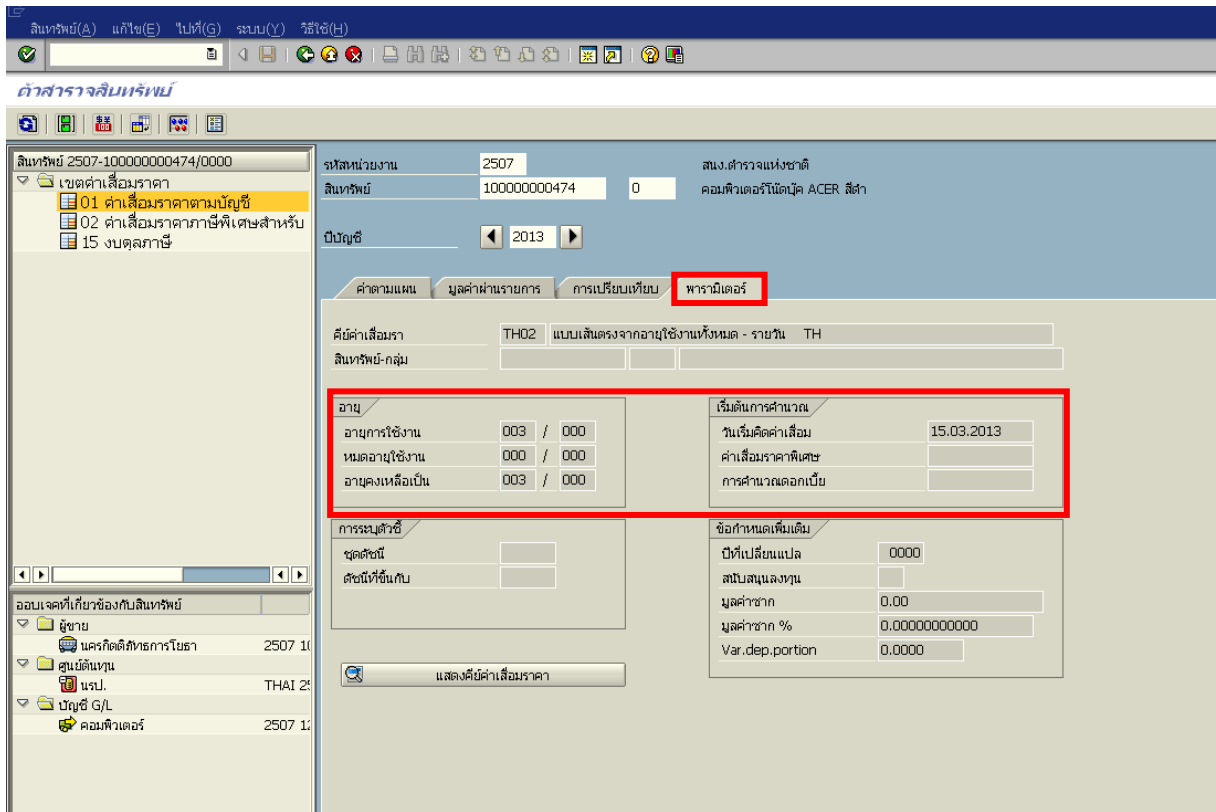 สินทรัพย์(A) แก้ไข(E) ไปที่(G) ระบบ(Y) วิธีใช้(H)
ตัวสำรวจสินทรัพย์
สินทรัพย์ 2507-100000000474/0000
เขตค่าเสื่อมราคา
01 ค่าเสื่อมราคาตามบัญชี
02 ค่าเสื่อมราคาภาษีพิเศษสำหรับ
15 งบดุลภาษี
รหัสหน่วยงาน 2507 สนง.ตำรวจแห่งชาติ
สินทรัพย์ 100000000474 0 คอมพิวเตอร์โน๊ตบุ๊ค ACER สีดำ
ปีบัญชี 2013
ค่าตามแผน มูลค่าผ่านรายการ การเปรียบเทียบ พารามิเตอร์
คีย์ค่าเสื่อมรา TH02 แบบเส้นตรงจากอายุใช้งานทั้งหมด - รายวัน TH
สินทรัพย์-กลุ่ม
อายุ
อายุการใช้งาน 003 / 000
หมดอายุใช้งาน 000 / 000
อายุคงเหลือเป็น 003 / 000
เริ่มต้นการคำนวณ
วันเริ่มคิดค่าเสื่อม 15.03.2013
ค่าเสื่อมราคาพิเศษ
การคำนวณดอกเบี้ย
การระบุตัวชี้
ชุดดัชนี
ดัชนีที่ขึ้นกับ
ข้อกำหนดเพิ่มเติม
ปีที่เปลี่ยนแปล 0000
สนับสนุนลงทุน
มูลค่าซาก 0.00
มูลค่าซาก % 0.00000000000
Var.dep.portion 0.0000
แสดงคีย์ค่าเสื่อมราคา
ออบเจคที่เกี่ยวข้องกับสินทรัพย์
ผู้ขาย
นครกิตติภัทรการโยธา 2507 10
ศูนย์ต้นทุน
นรป. THAI 25
บัญชี G/L
คอมพิวเตอร์ 2507 12